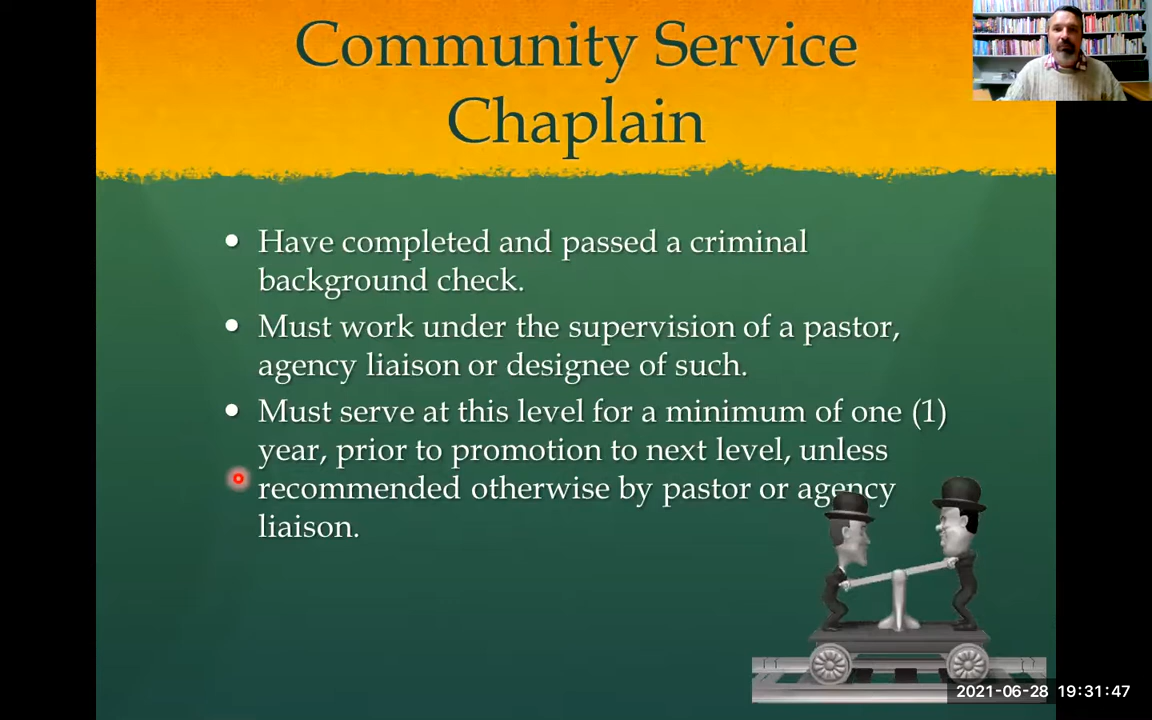 Community Service
Chaplain
Have completed and passed a criminal
background check.
Must work under the supervision of a pastor,
agency liaison or designee of such.
Must serve at this level for a minimum of one (1)
year, prior to promotion to next level, unless
recommended otherwise by pastor or agency
liaison.
2021-06-28 19:31:47